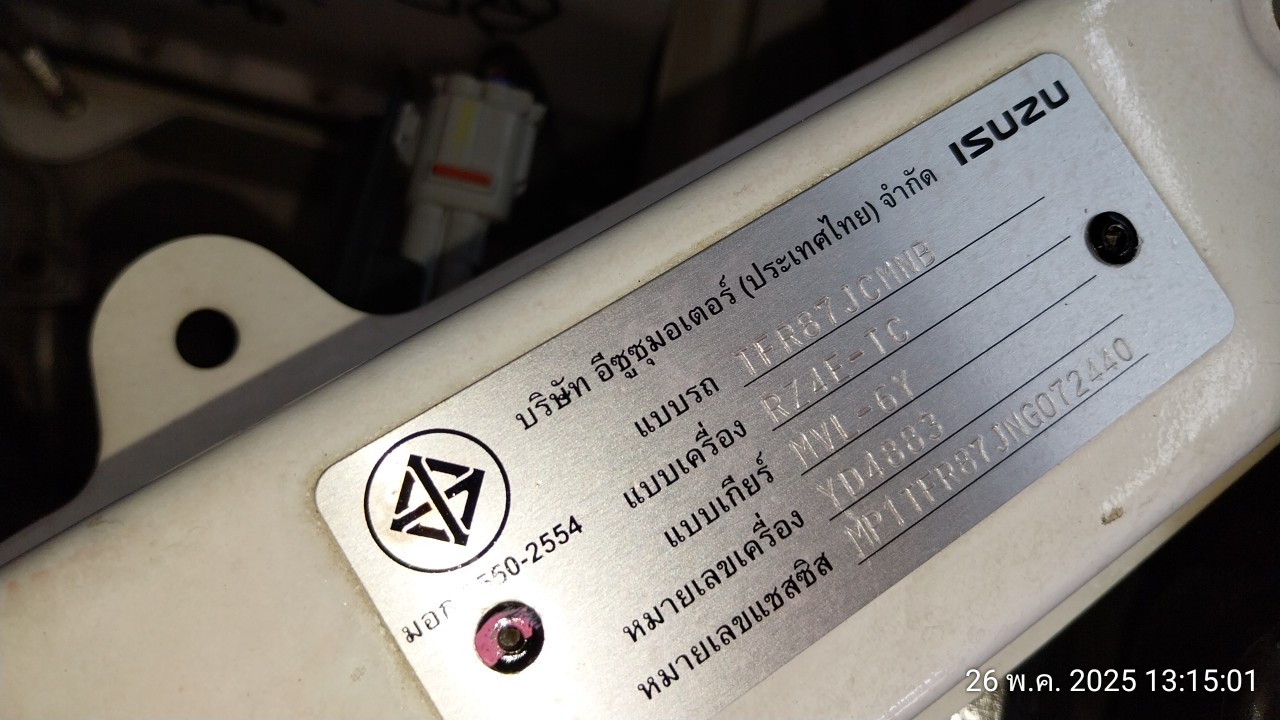 ISUZU
บริษัท อีซูซุมอเตอร์ (ประเทศไทย) จำกัด
แบบรถ TFR87JCMNB
แบบเครื่อง RZ4E-TC
แบบเกียร์ MVL-6Y
หมายเลขเครื่อง YD4883
หมายเลขแชสซิส MP1TFR87JNG072440
26 พ.ค. 2025 13:15:01